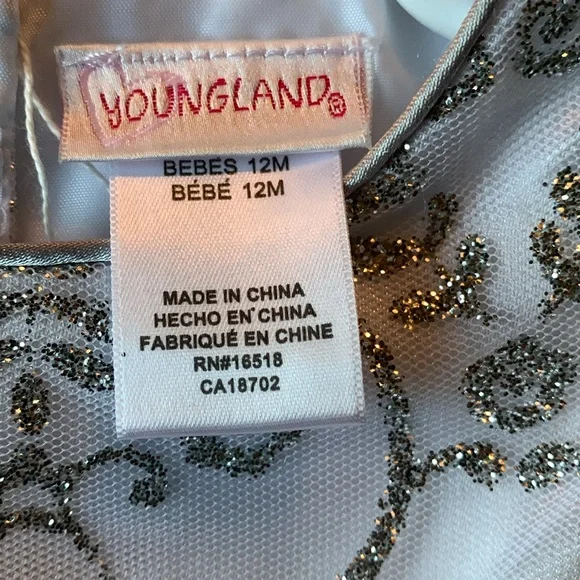 YOUNGLAND®
BEBES 12M
BÉBÉ 12M
MADE IN CHINA
HECHO EN CHINA
FABRIQUÉ EN CHINE
RN#16518
CA18702